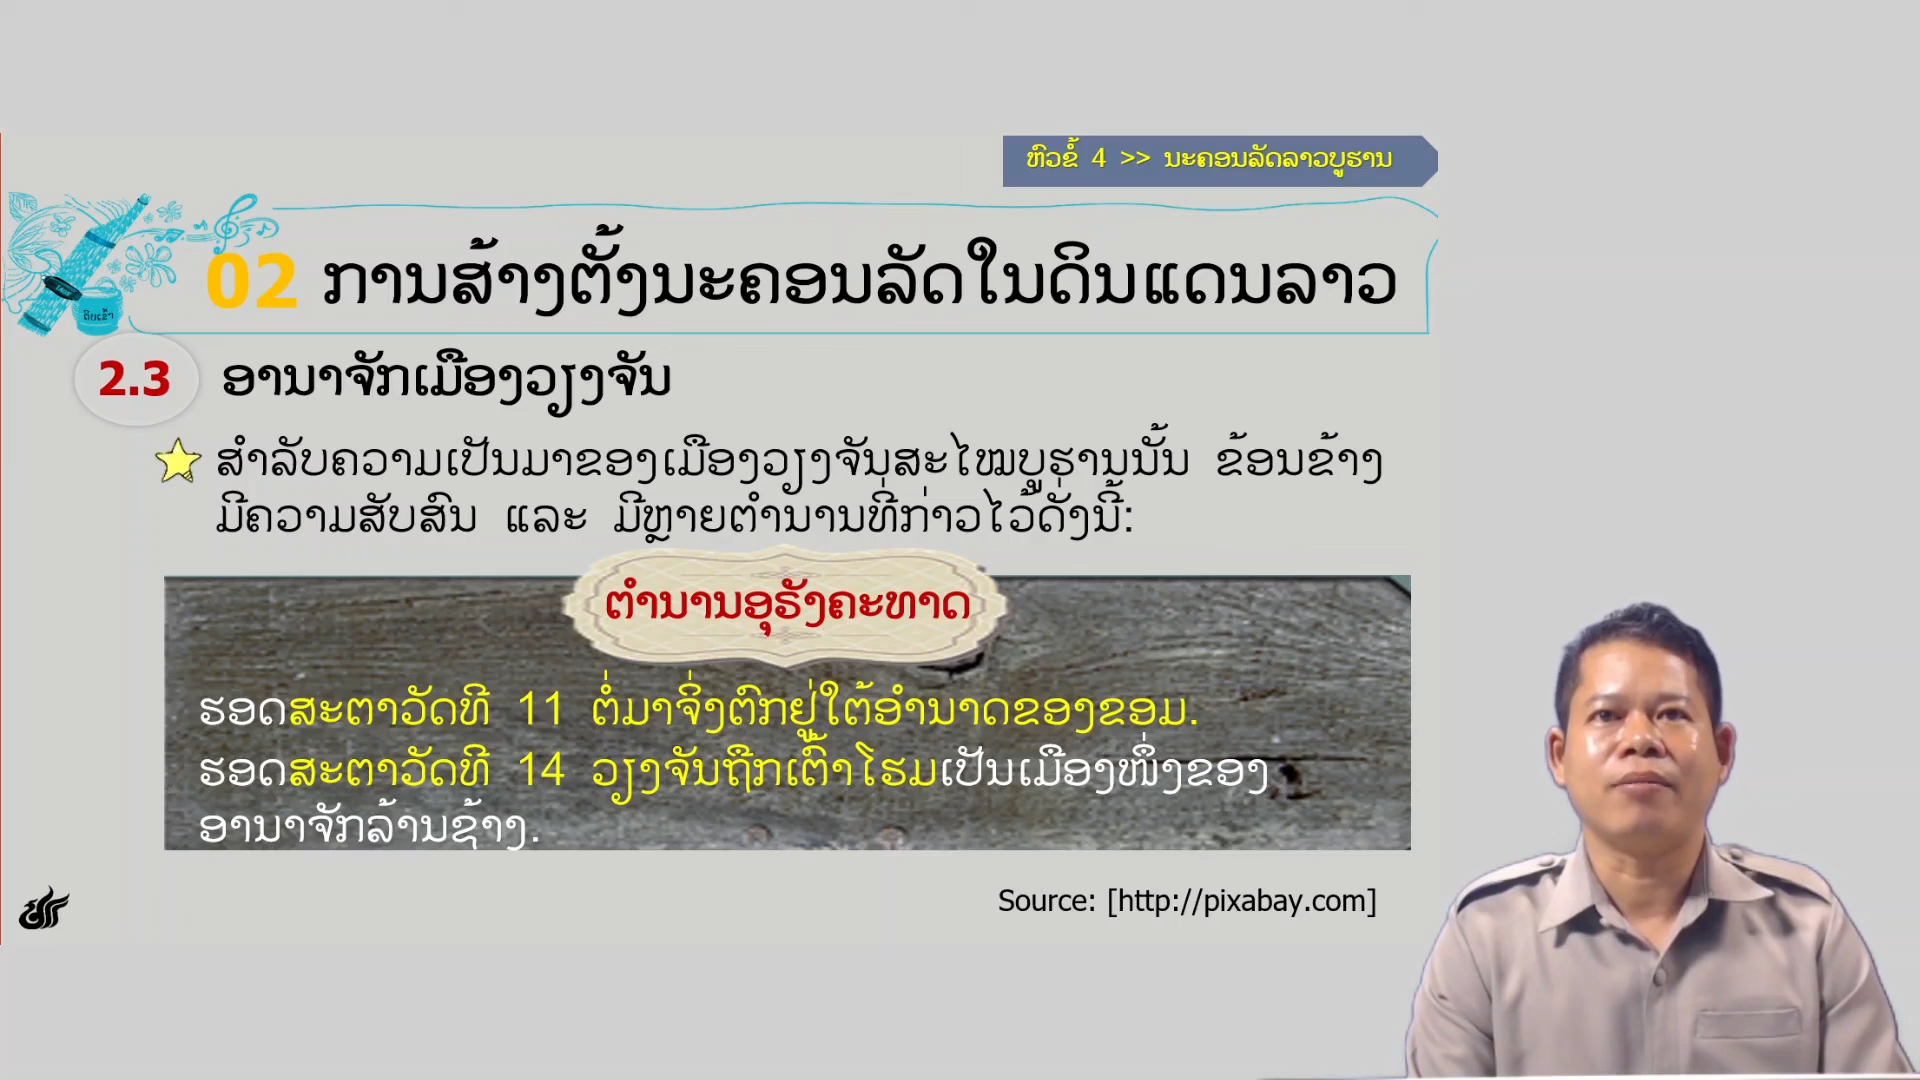 ຫົວຂໍ້ 4 >> ນະຄອນລັດລາວບູຮານ
02 ການສ້າງຕັ້ງນະຄອນລັດໃນດິນແດນລາວ
2.3 ອານາຈັກເມືອງວຽງຈັນ
ສຳລັບຄວາມເປັນມາຂອງເມືອງວຽງຈັນສະໄໝບູຮານນັ້ນ ຂ້ອນຂ້າງ
ມີຄວາມສັບສົນ ແລະ ມີຫຼາຍຕຳນານທີ່ກ່າວໄວ້ດັ່ງນີ້:
ຕຳນານອຸຣັງຄະທາດ
ຮອດສະຕາວັດທີ 11 ຕໍ່ມາຈິ່ງຕົກຢູ່ໃຕ້ອຳນາດຂອງຂອມ.
ຮອດສະຕາວັດທີ 14 ວຽງຈັນຖືກເຕົ້າໂຮມເປັນເມືອງໜຶ່ງຂອງ
ອານາຈັກລ້ານຊ້າງ.
Source: [http://pixabay.com]